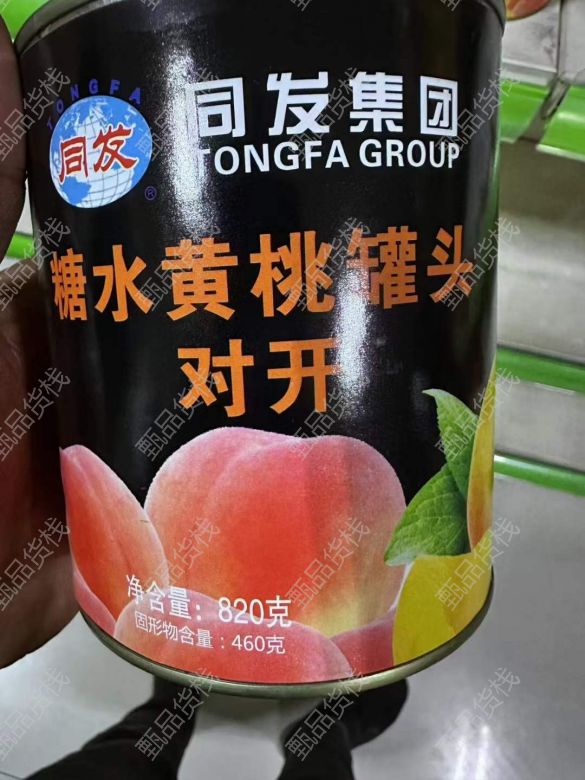 TONGFA
同发
®
同发集团
TONGFA GROUP
糖水黄桃罐头
对开
净含量：820克
固形物含量：460克
甄品货栈